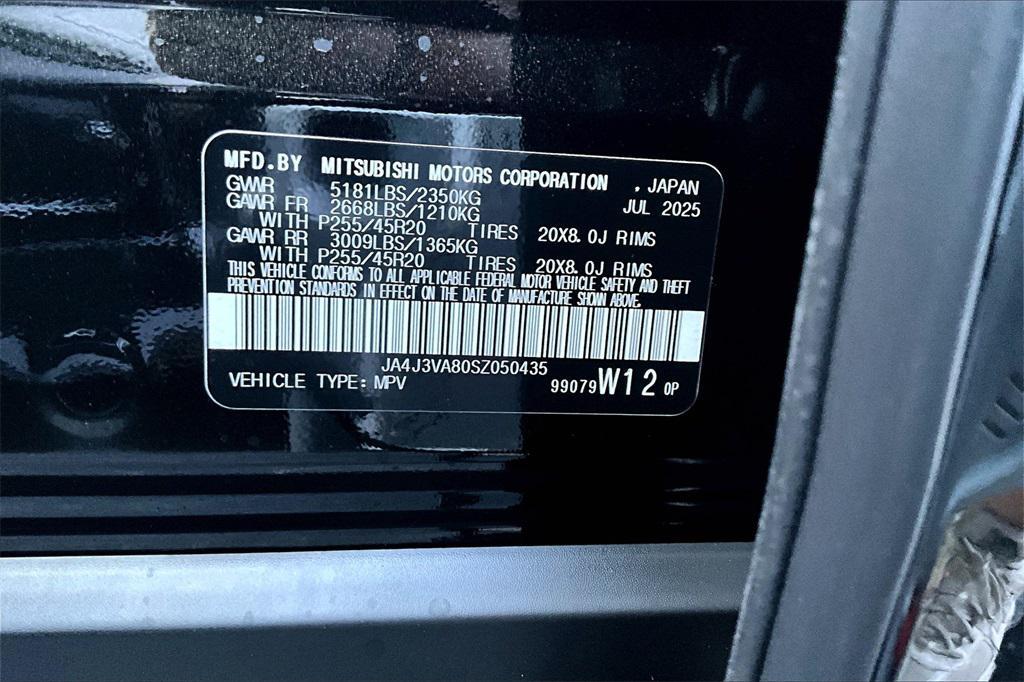 MFD.BY MITSUBISHI MOTORS CORPORATION . JAPAN
GVWR 5181LBS/2350KG JUL 2025
GAWR FR 2668LBS/1210KG
WITH P255/45R20 TIRES 20X8.0J RIMS
GAWR RR 3009LBS/1365KG
WITH P255/45R20 TIRES 20X8.0J RIMS
THIS VEHICLE CONFORMS TO ALL APPLICABLE FEDERAL MOTOR VEHICLE SAFETY AND THEFT
PREVENTION STANDARDS IN EFFECT ON THE DATE OF MANUFACTURE SHOWN ABOVE.
JA4J3VA80SZ050435
VEHICLE TYPE: MPV 99079W12 0P